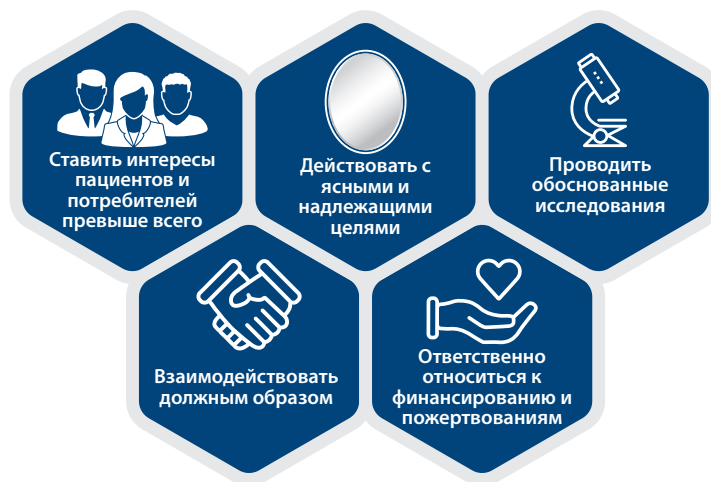 Ставить интересы
пациентов и
потребителей
превыше всего
Действовать с
ясными и
надлежащими
целями
Проводить
обоснованные
исследования
Взаимодействовать
должным образом
Ответственно
относиться к
финансированию и
пожертвованиям